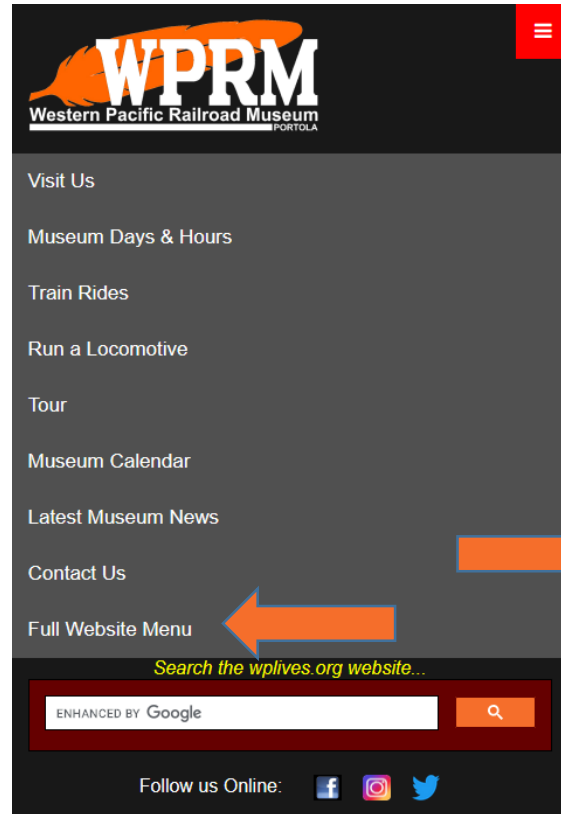 WPRM
Western Pacific Railroad Museum
PORTOLA
Visit Us
Museum Days & Hours
Train Rides
Run a Locomotive
Tour
Museum Calendar
Latest Museum News
Contact Us
Full Website Menu
Search the wplives.org website...
ENHANCED BY Google
Follow us Online: